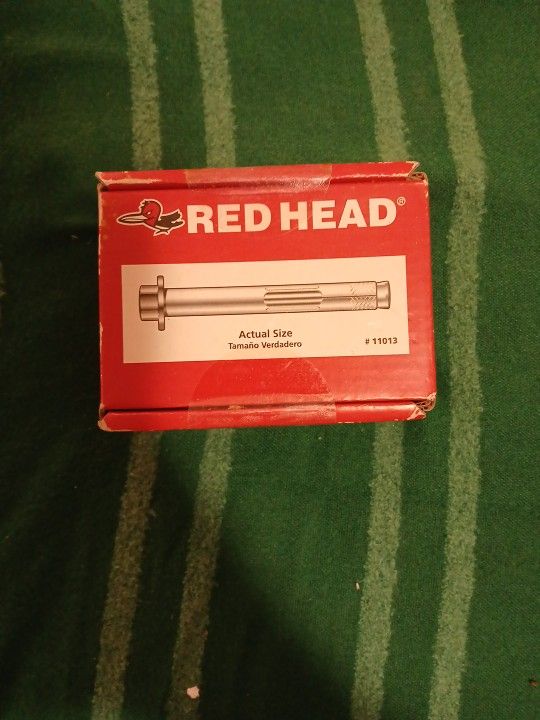 RED HEAD®
Actual Size
Tamaño Verdadero
# 11013